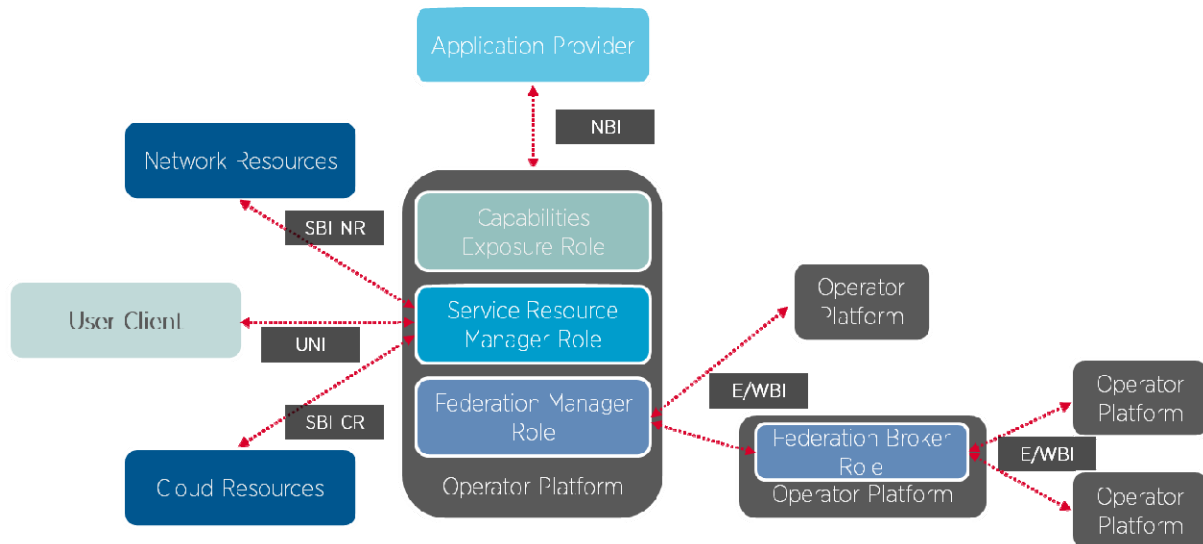 Application Provider
NBI
Network Resources
SBI NR
Capabilities
Exposure Role
User Client
UNI
Service Resource
Manager Role
Operator
Platform
SBI CR
Federation Manager
Role
E/WBI
Operator
Platform
Cloud Resources
Operator Platform
Federation Broker
Role
Operator Platform
E/WBI
Operator
Platform